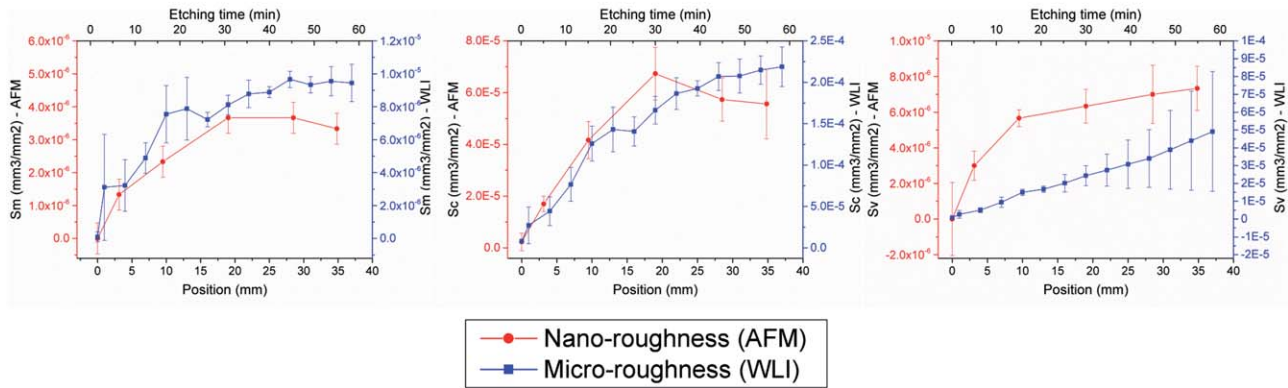 Etching time (min)
0 10 20 30 40 50 60
6.0x10⁻⁶
5.0x10⁻⁶
4.0x10⁻⁶
3.0x10⁻⁶
2.0x10⁻⁶
1.0x10⁻⁶
0.0
Sm (mm3/mm2) - AFM
1.2x10⁻⁵
1.0x10⁻⁵
8.0x10⁻⁶
6.0x10⁻⁶
4.0x10⁻⁶
2.0x10⁻⁶
0.0
Sm (mm3/mm2) - WLI
0 5 10 15 20 25 30 35 40
Position (mm)
Etching time (min)
0 10 20 30 40 50 60
8.0E-5
6.0E-5
4.0E-5
2.0E-5
0.0
Sc (mm3/mm2) - AFM
2.5E-4
2.0E-4
1.5E-4
1.0E-4
5.0E-5
0.0
Sc (mm3/mm2) - WLI
0 5 10 15 20 25 30 35 40
Position (mm)
Etching time (min)
0 10 20 30 40 50 60
1.0x10⁻⁵
8.0x10⁻⁶
6.0x10⁻⁶
4.0x10⁻⁶
2.0x10⁻⁶
0.0
-2.0x10⁻⁶
Sv (mm3/mm2) - AFM
1E-4
9E-5
8E-5
7E-5
6E-5
5E-5
4E-5
3E-5
2E-5
1E-5
0
-1E-5
-2E-5
Sv (mm3/mm2) - WLI
0 5 10 15 20 25 30 35 40
Position (mm)
Nano-roughness (AFM)
Micro-roughness (WLI)